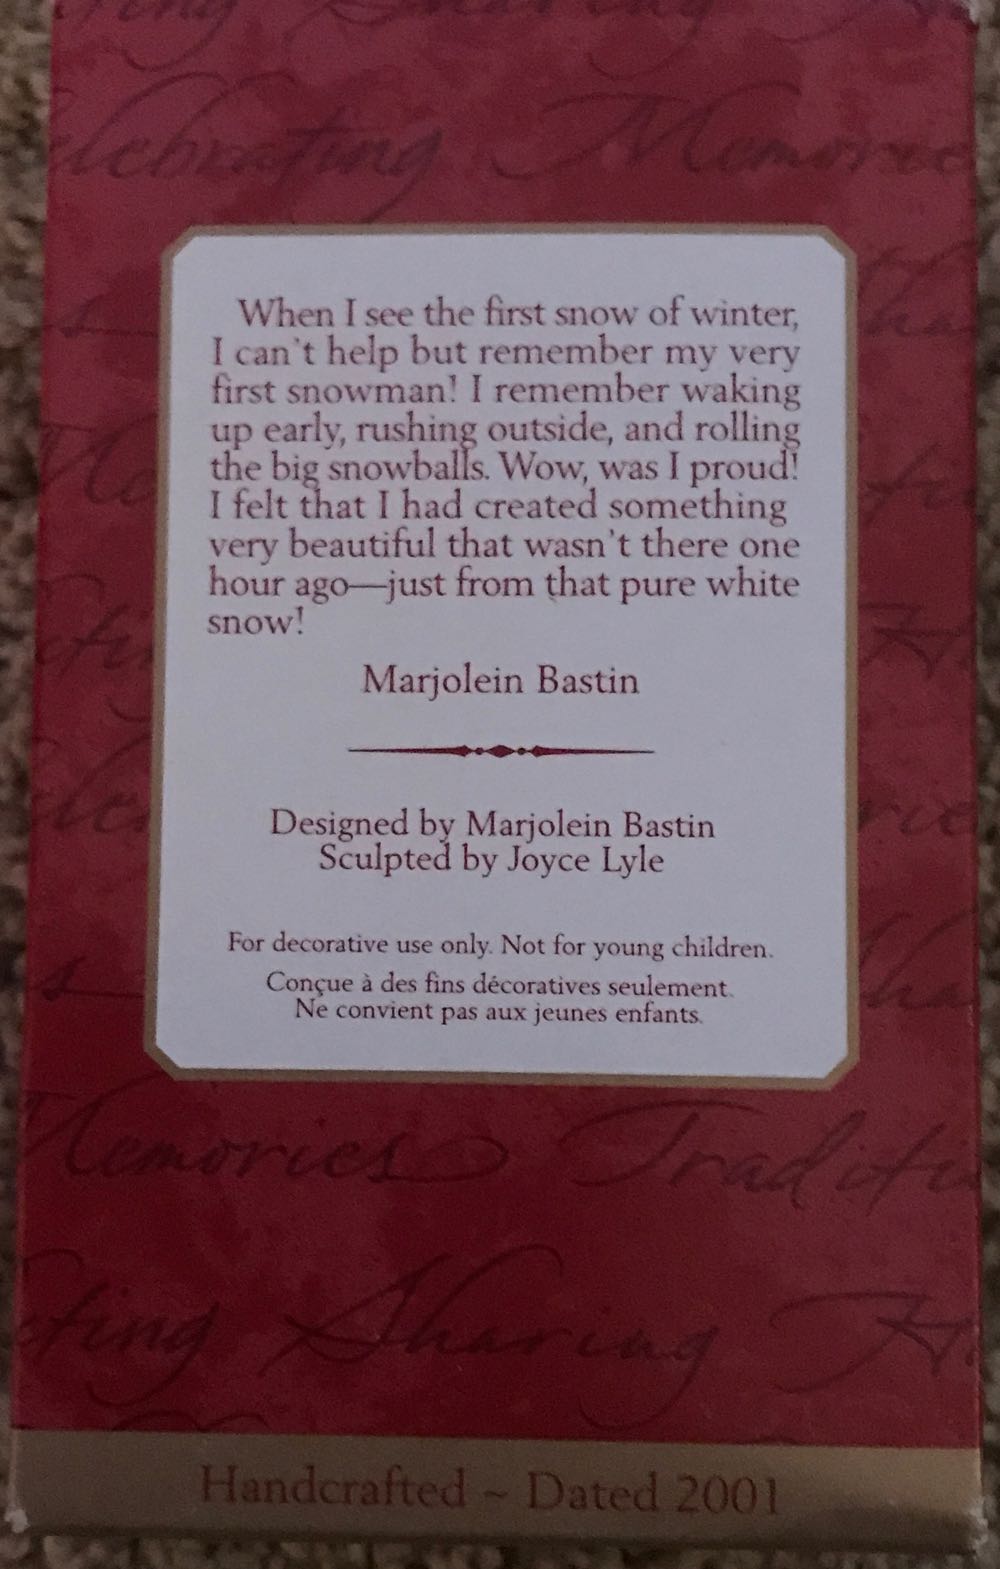 Celebrating Memories
When I see the first snow of winter,
I can't help but remember my very
first snowman! I remember waking
up early, rushing outside, and rolling
the big snowballs. Wow, was I proud!
I felt that I had created something
very beautiful that wasn't there one
hour ago—just from that pure white
snow!
Marjolein Bastin
Designed by Marjolein Bastin
Sculpted by Joyce Lyle
For decorative use only. Not for young children.
Conçue à des fins décoratives seulement.
Ne convient pas aux jeunes enfants.
Memories Traditi
ting Sharing H
Handcrafted ~ Dated 2001